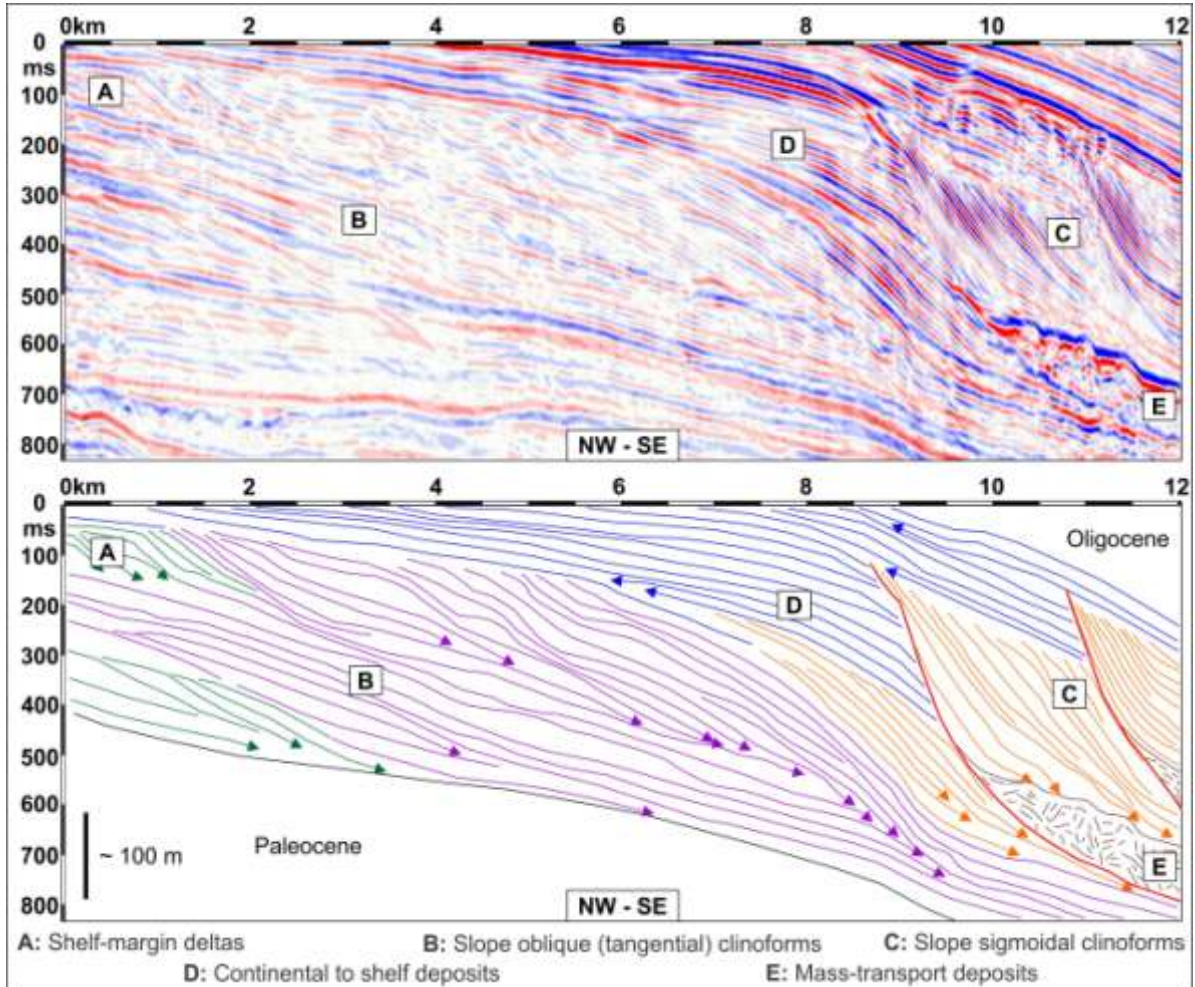 0km 2 4 6 8 10 12
0
ms
100
200
300
400
500
600
700
800
A
B
D
C
E
NW - SE
0km 2 4 6 8 10 12
0
ms
100
200
300
400
500
600
700
800
A
B
D
C
E
Oligocene
Paleocene
~ 100 m
NW - SE
A: Shelf-margin deltas B: Slope oblique (tangential) clinoforms C: Slope sigmoidal clinoforms
D: Continental to shelf deposits E: Mass-transport deposits